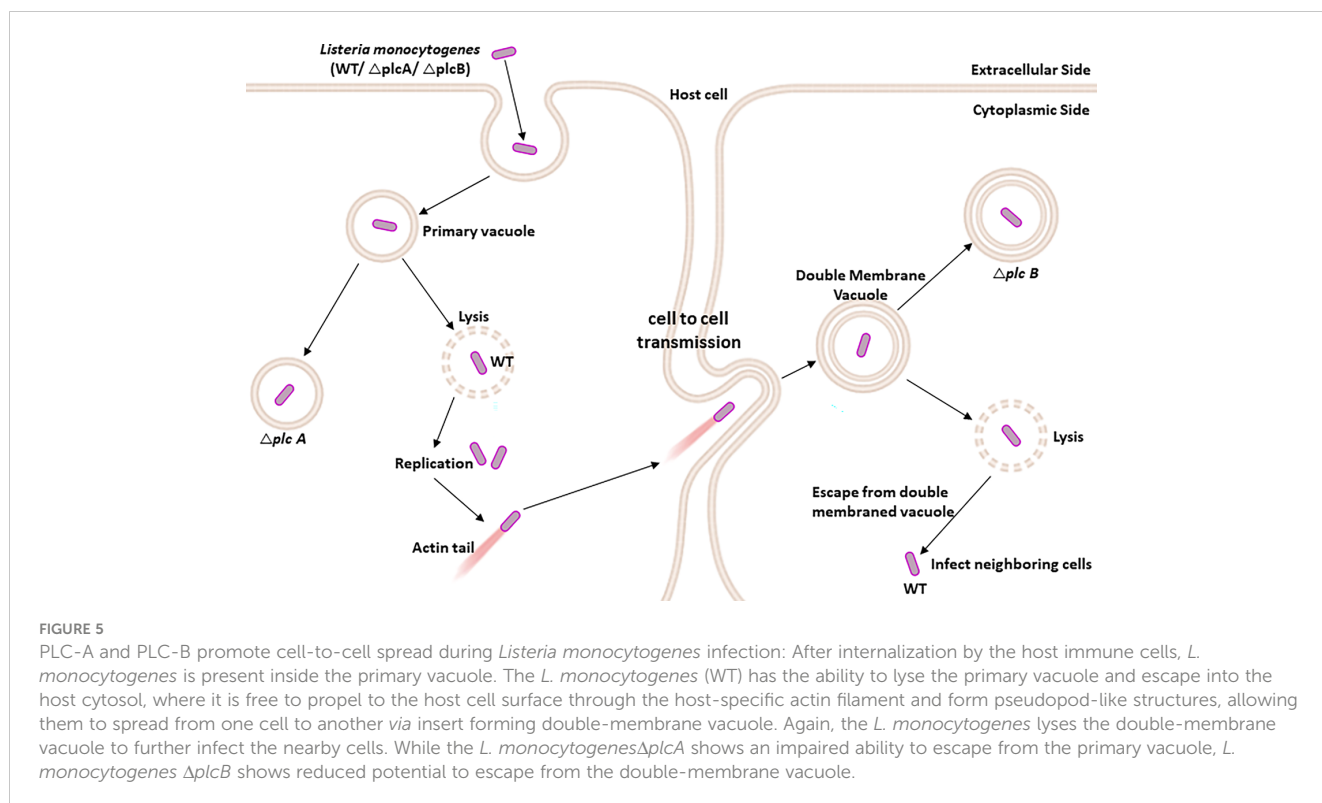 Listeria monocytogenes
(WT/ △plcA/ △plcB)
Extracellular Side
Host cell
Cytoplasmic Side
Primary vacuole
△plc B
Double Membrane
Vacuole
Lysis
cell to cell
transmission
WT
△plc A
Lysis
Replication
Escape from double
membraned vacuole
Actin tail
Infect neighboring cells
WT
FIGURE 5
PLC-A and PLC-B promote cell-to-cell spread during Listeria monocytogenes infection: After internalization by the host immune cells, L.
monocytogenes is present inside the primary vacuole. The L. monocytogenes (WT) has the ability to lyse the primary vacuole and escape into the
host cytosol, where it is free to propel to the host cell surface through the host-specific actin filament and form pseudopod-like structures, allowing
them to spread from one cell to another via insert forming double-membrane vacuole. Again, the L. monocytogenes lyses the double-membrane
vacuole to further infect the nearby cells. While the L. monocytogenesΔplcA shows an impaired ability to escape from the primary vacuole, L.
monocytogenes ΔplcB shows reduced potential to escape from the double-membrane vacuole.